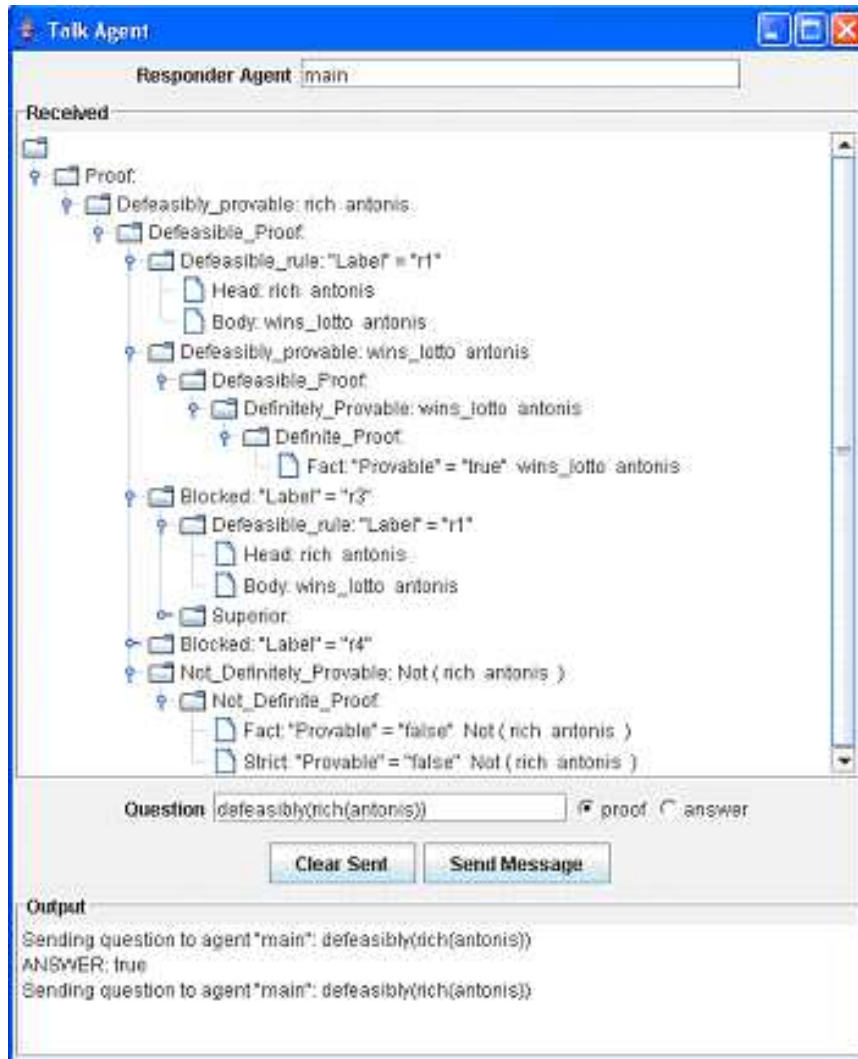 Talk Agent
Responder Agent main
Received
Proof:
Defeasibly_provable: rich antonis
Defeasible_Proof:
Defeasible_rule: "Label" = "r1"
Head: rich antonis
Body: wins_lotto antonis
Defeasibly_provable: wins_lotto antonis
Defeasible_Proof:
Definitely_Provable: wins_lotto antonis
Definite_Proof:
Fact: "Provable" = "true" wins_lotto antonis
Blocked: "Label" = "r3"
Defeasible_rule: "Label" = "r1"
Head: rich antonis
Body: wins_lotto antonis
Superior:
Blocked: "Label" = "r4"
Not_Definitely_Provable: Not ( rich antonis )
Not_Definite_Proof:
Fact: "Provable" = "false" Not ( rich antonis )
Strict: "Provable" = "false" Not ( rich antonis )
Question defeasibly(rich(antonis)) proof answer
Clear Sent Send Message
Output
Sending question to agent "main": defeasibly(rich(antonis))
ANSWER: true
Sending question to agent "main": defeasibly(rich(antonis))